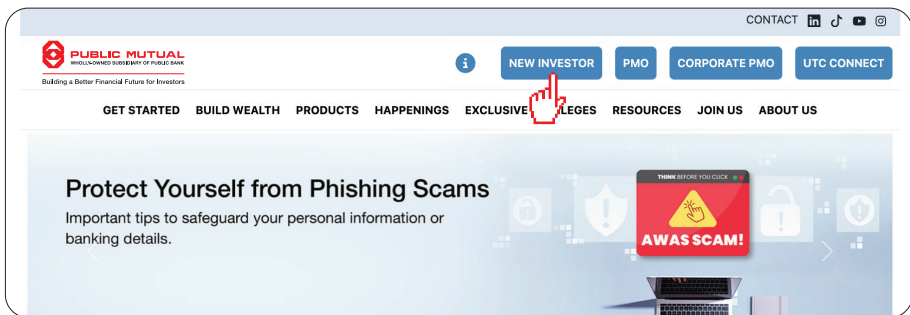 CONTACT
PUBLIC MUTUAL
WHOLLY-OWNED SUBSIDIARY OF PUBLIC BANK
Building a Better Financial Future for Investors
i NEW INVESTOR PMO CORPORATE PMO UTC CONNECT
GET STARTED BUILD WEALTH PRODUCTS HAPPENINGS EXCLUSIVE LEGES RESOURCES JOIN US ABOUT US
Protect Yourself from Phishing Scams
Important tips to safeguard your personal information or
banking details.
THINK BEFORE YOU CLICK
AWAS SCAM!